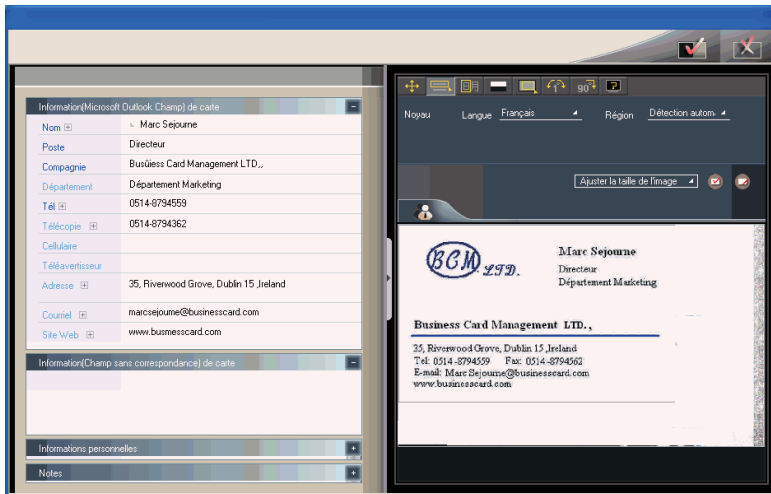 Information(Microsoft Outlook Champ) de carte
Nom Marc Sejourne
Poste Directeur
Compagnie Busûiess Card Management LTD,,
Département Département Marketing
Tél 0514-8794559
Télécopie 0514-8794362
Cellulaire
Téléavertisseur
Adresse 35, Riverwood Grove, Dublin 15 ,Ireland
Courriel marcsejourne@businesscard.com
Site Web www.busmesscard.com
Information(Champ sans correspondance) de carte
Informations personnelles
Notes
90°
Noyau Langue Français Région Détection autom.
Ajuster la taille de l'image
BCM LTD.
Marc Sejourne
Directeur
Département Marketing
Business Card Management LTD.,
35, Riverwood Grove, Dublin 15 ,Ireland
Tel: 0514-8794559 Fax: 0514-8794562
E-mail: Marc Sejourne@businesscard.com
www.businesscard.com